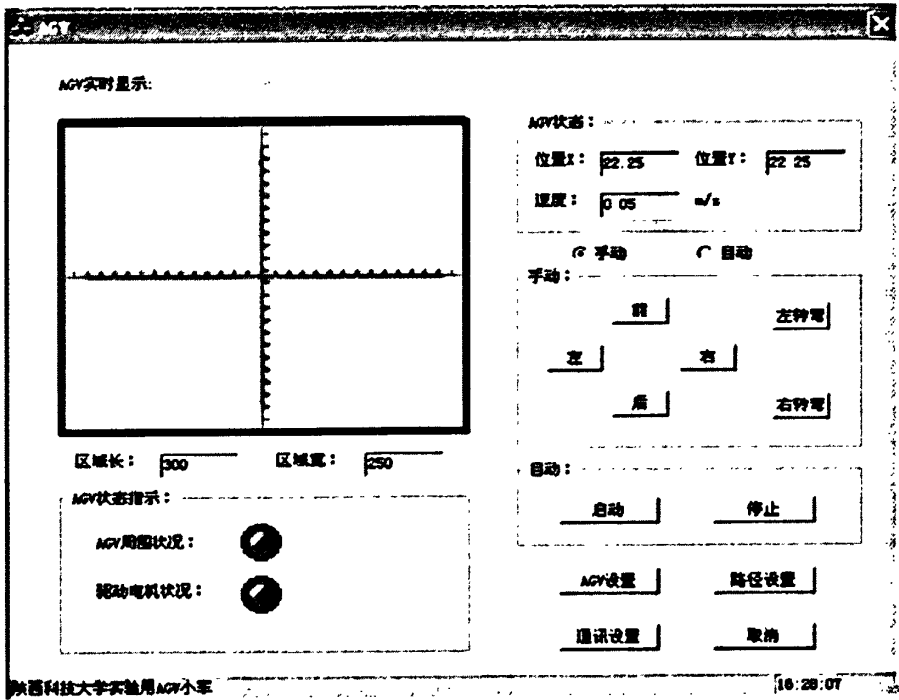 AGV
AGV实时显示:
AGV状态:
位置X: 22.25 位置Y: 22 25
速度: 0 05 m/s
手动 自动
手动:
前 左转弯
左 右
后 右转弯
区域长: 300 区域宽: 250
自动:
启动 停止
AGV状态指示:
AGV周围状况:
驱动电机状况:
AGV设置 路径设置
通讯设置 取消
陕西科技大学实验用AGV小车 16:28:07